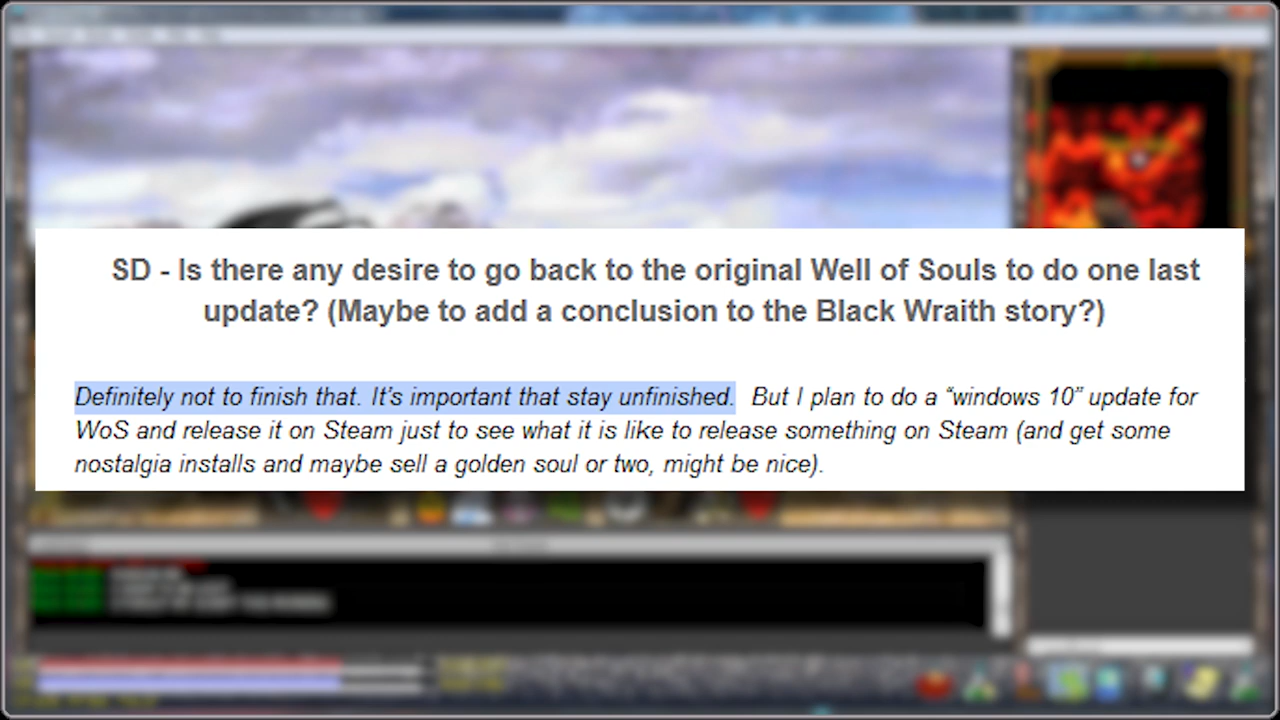 SD - Is there any desire to go back to the original Well of Souls to do one last
update? (Maybe to add a conclusion to the Black Wraith story?)
Definitely not to finish that. It’s important that stay unfinished. But I plan to do a “windows 10” update for
WoS and release it on Steam just to see what it is like to release something on Steam (and get some
nostalgia installs and maybe sell a golden soul or two, might be nice).